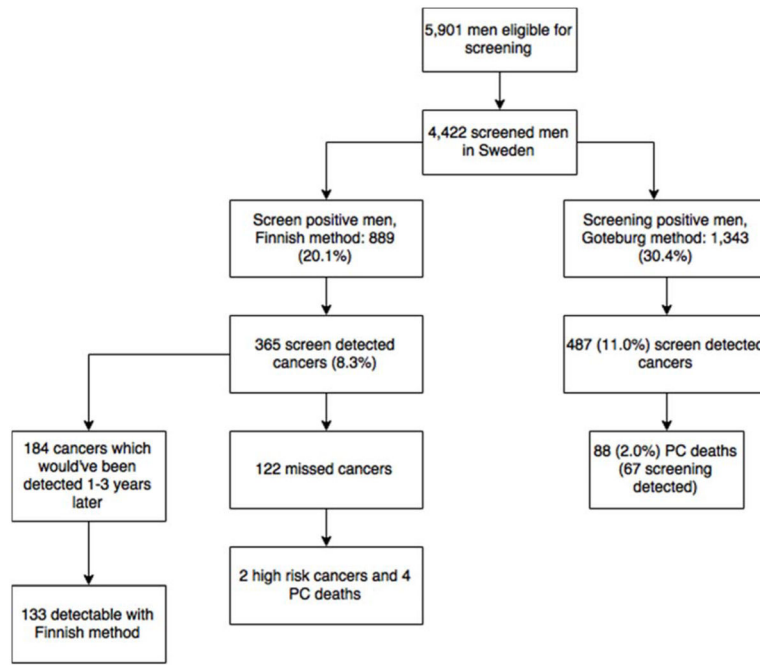 5,901 men eligible for
screening
4,422 screened men
in Sweden
Screen positive men,
Finnish method: 889
(20.1%)
Screening positive men,
Goteburg method: 1,343
(30.4%)
365 screen detected
cancers (8.3%)
487 (11.0%) screen detected
cancers
184 cancers which
would've been
detected 1-3 years
later
122 missed cancers
88 (2.0%) PC deaths
(67 screening
detected)
133 detectable with
Finnish method
2 high risk cancers and 4
PC deaths